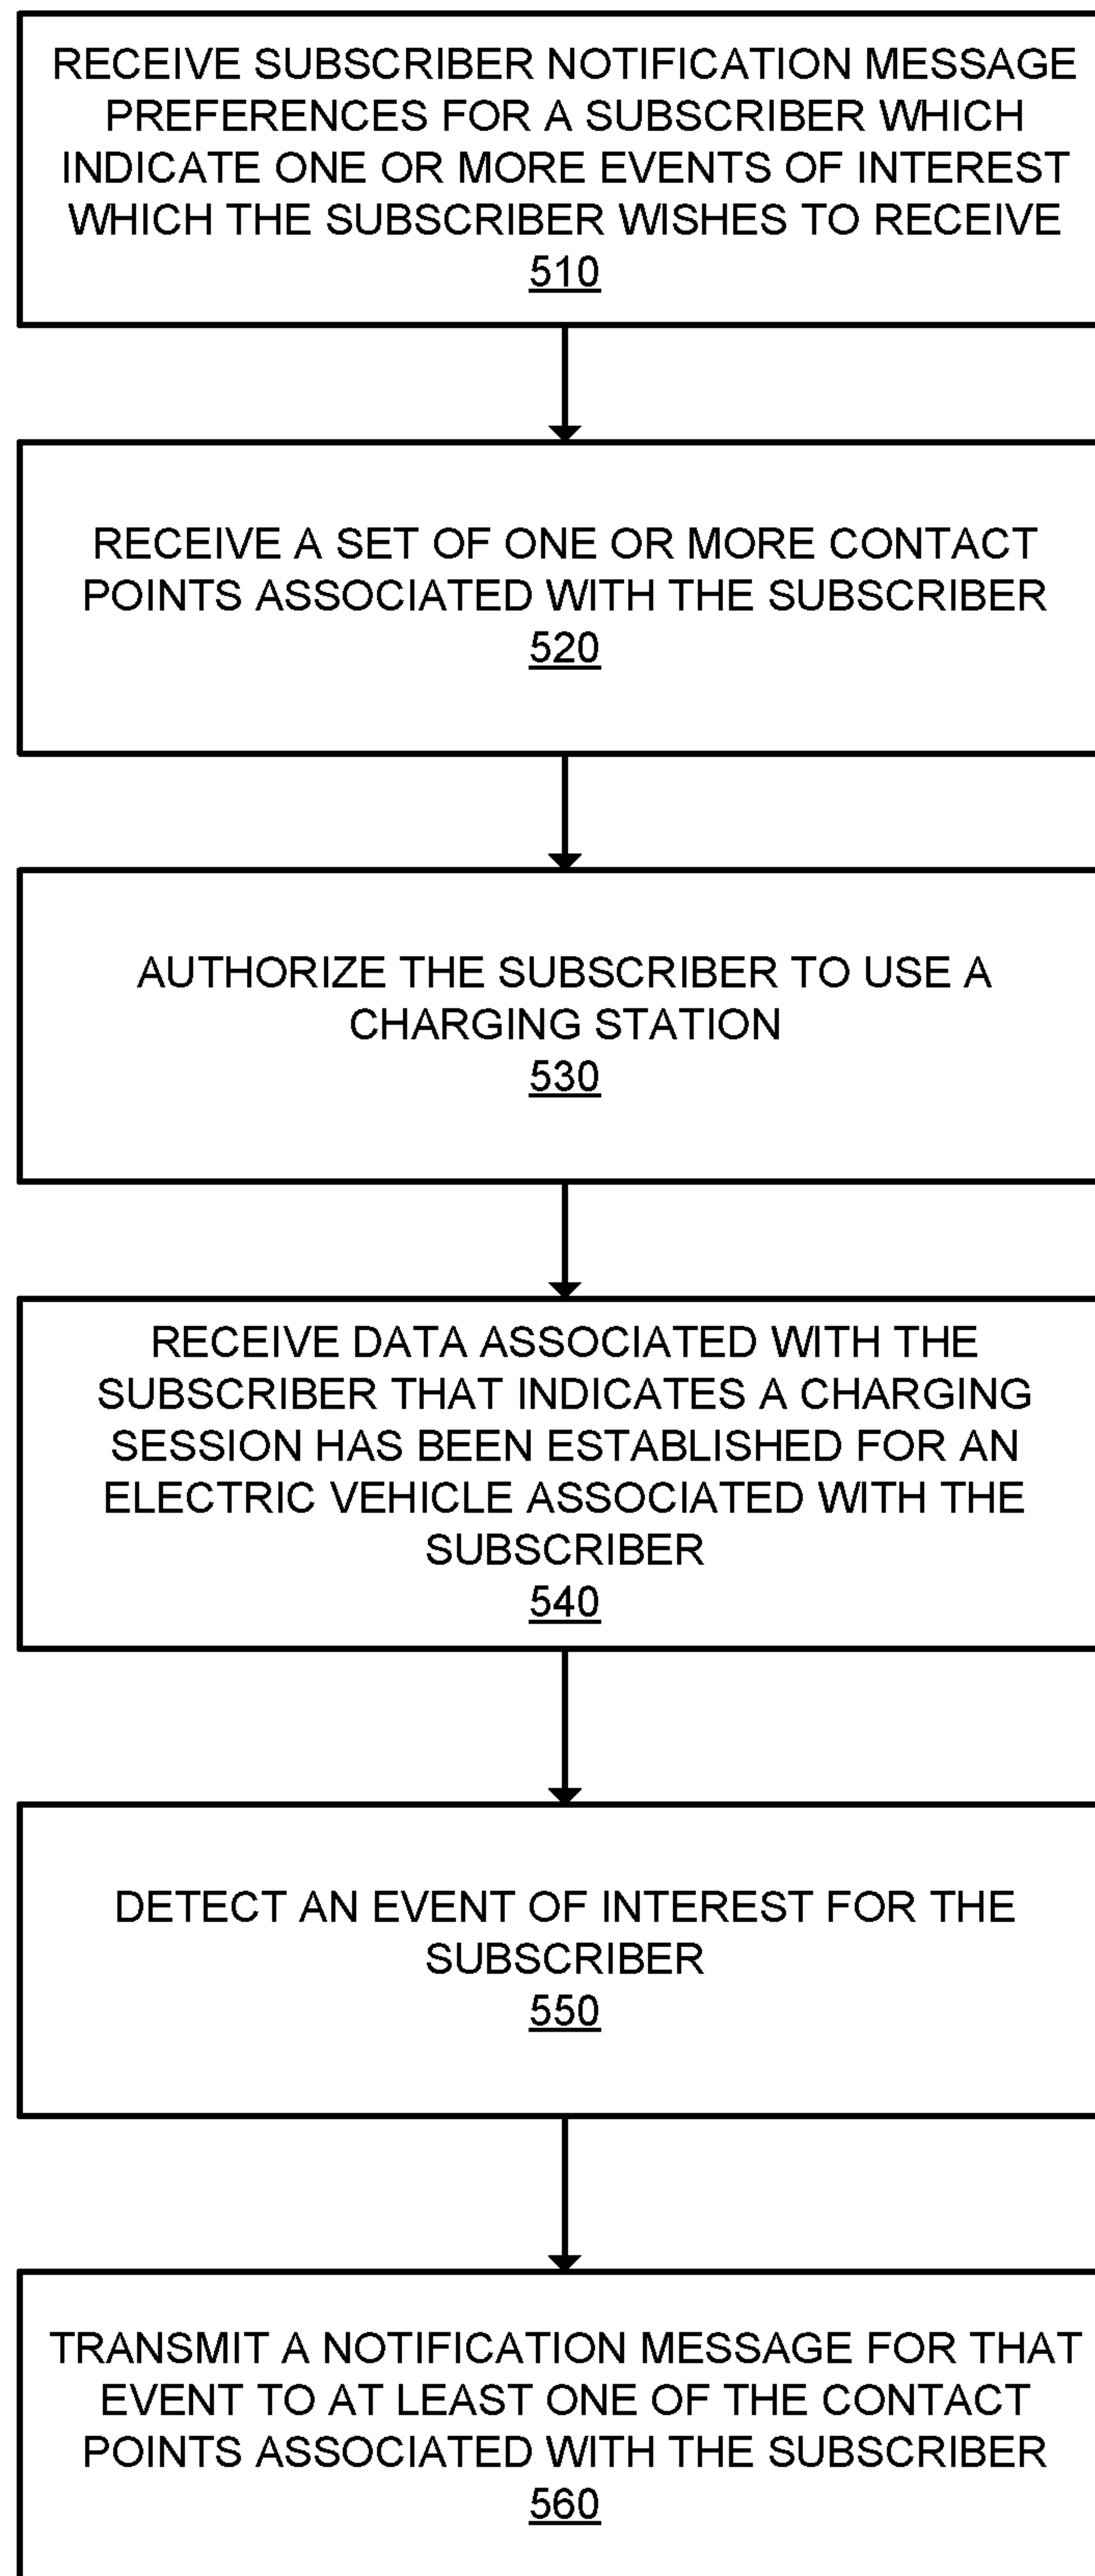 RECEIVE SUBSCRIBER NOTIFICATION MESSAGE
PREFERENCES FOR A SUBSCRIBER WHICH
INDICATE ONE OR MORE EVENTS OF INTEREST
WHICH THE SUBSCRIBER WISHES TO RECEIVE
510
RECEIVE A SET OF ONE OR MORE CONTACT
POINTS ASSOCIATED WITH THE SUBSCRIBER
520
AUTHORIZE THE SUBSCRIBER TO USE A
CHARGING STATION
530
RECEIVE DATA ASSOCIATED WITH THE
SUBSCRIBER THAT INDICATES A CHARGING
SESSION HAS BEEN ESTABLISHED FOR AN
ELECTRIC VEHICLE ASSOCIATED WITH THE
SUBSCRIBER
540
DETECT AN EVENT OF INTEREST FOR THE
SUBSCRIBER
550
TRANSMIT A NOTIFICATION MESSAGE FOR THAT
EVENT TO AT LEAST ONE OF THE CONTACT
POINTS ASSOCIATED WITH THE SUBSCRIBER
560